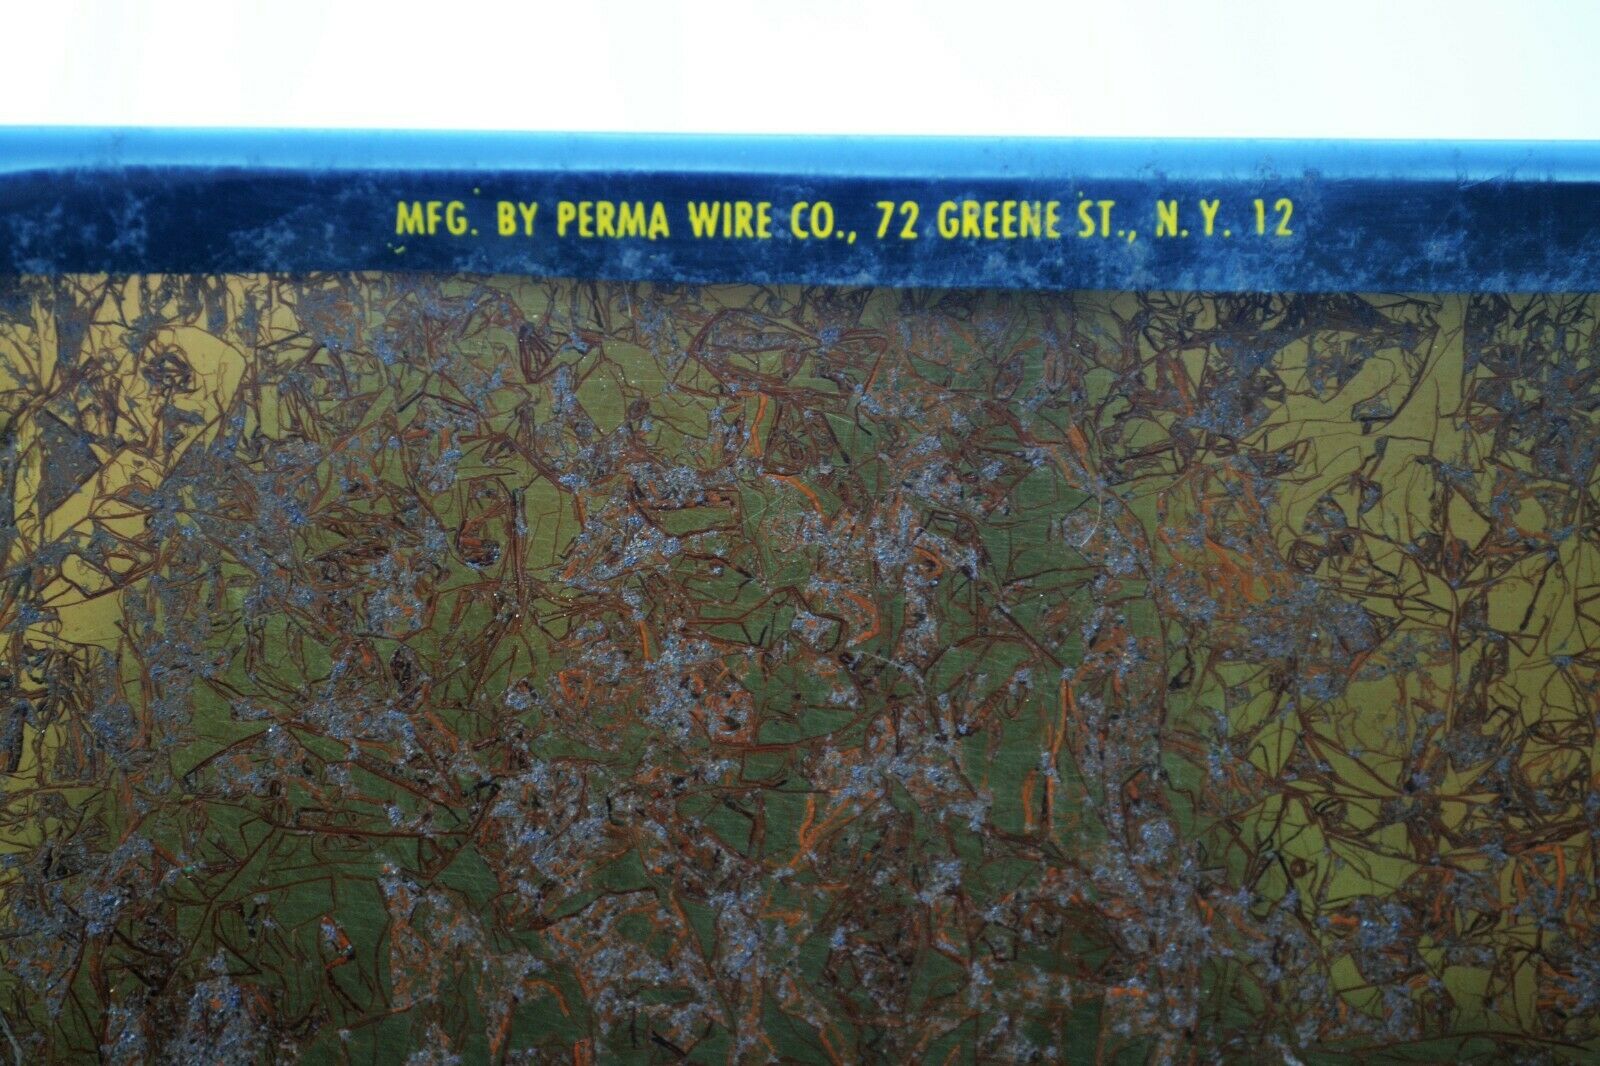 MFG. BY PERMA WIRE CO., 72 GREENE ST., N.Y. 12